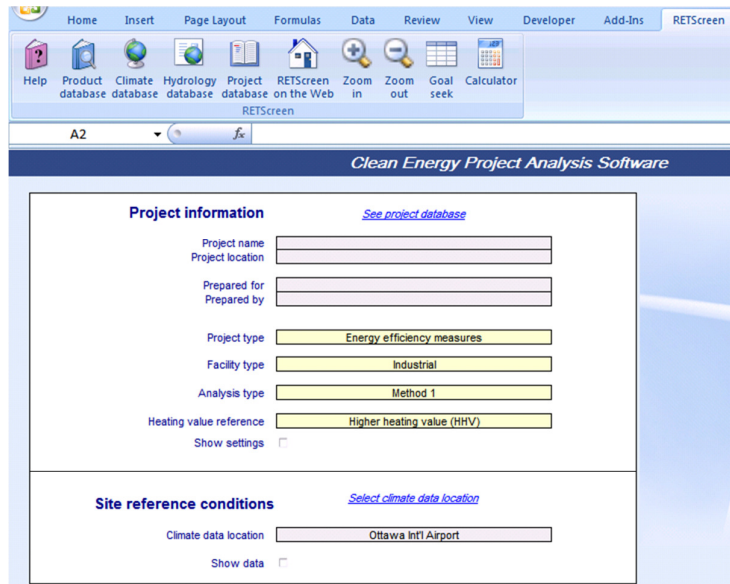 Home Insert Page Layout Formulas Data Review View Developer Add-Ins RETScreen
Help Product database Climate database Hydrology database Project database RETScreen on the Web Zoom in Zoom out Goal seek Calculator
RETScreen
A2 fx
Clean Energy Project Analysis Software
Project information See project database
Project name
Project location
Prepared for
Prepared by
Project type Energy efficiency measures
Facility type Industrial
Analysis type Method 1
Heating value reference Higher heating value (HHV)
Show settings
Site reference conditions Select climate data location
Climate data location Ottawa Int'l Airport
Show data